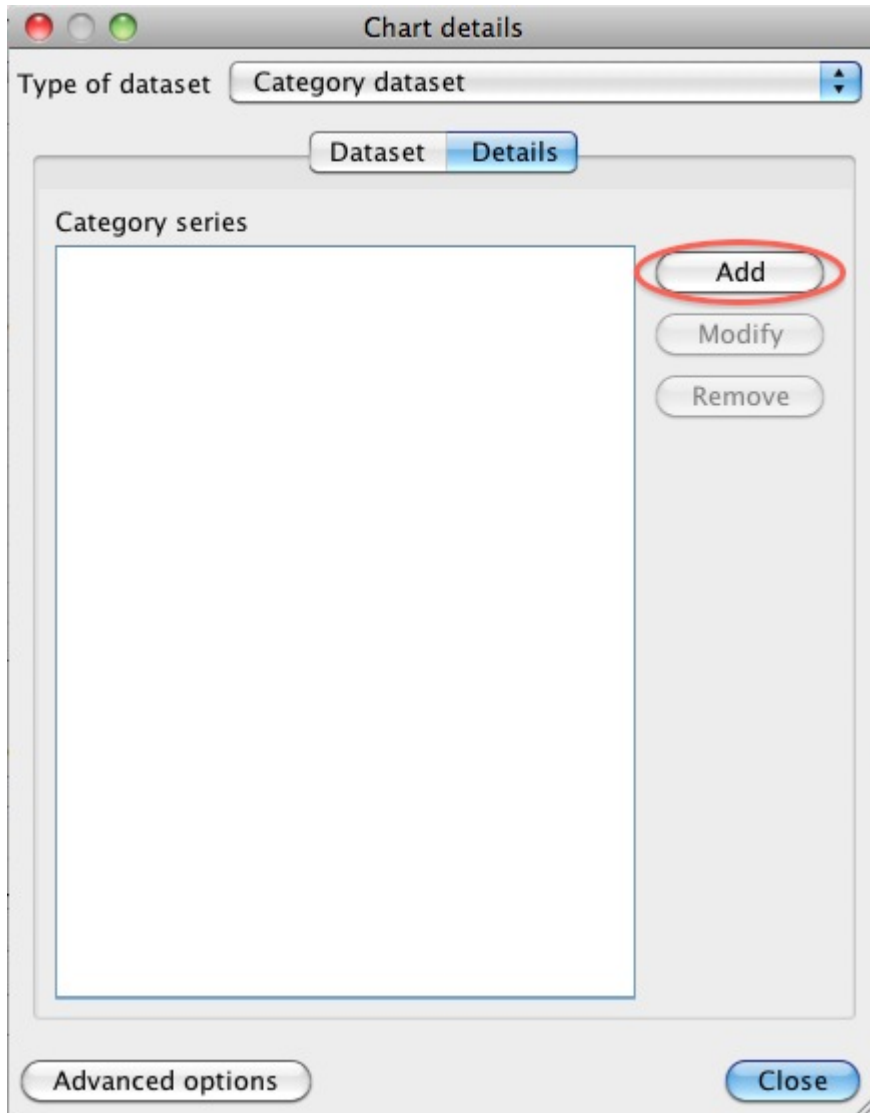 Chart details
Type of dataset Category dataset
Dataset Details
Category series
Add
Modify
Remove
Advanced options Close